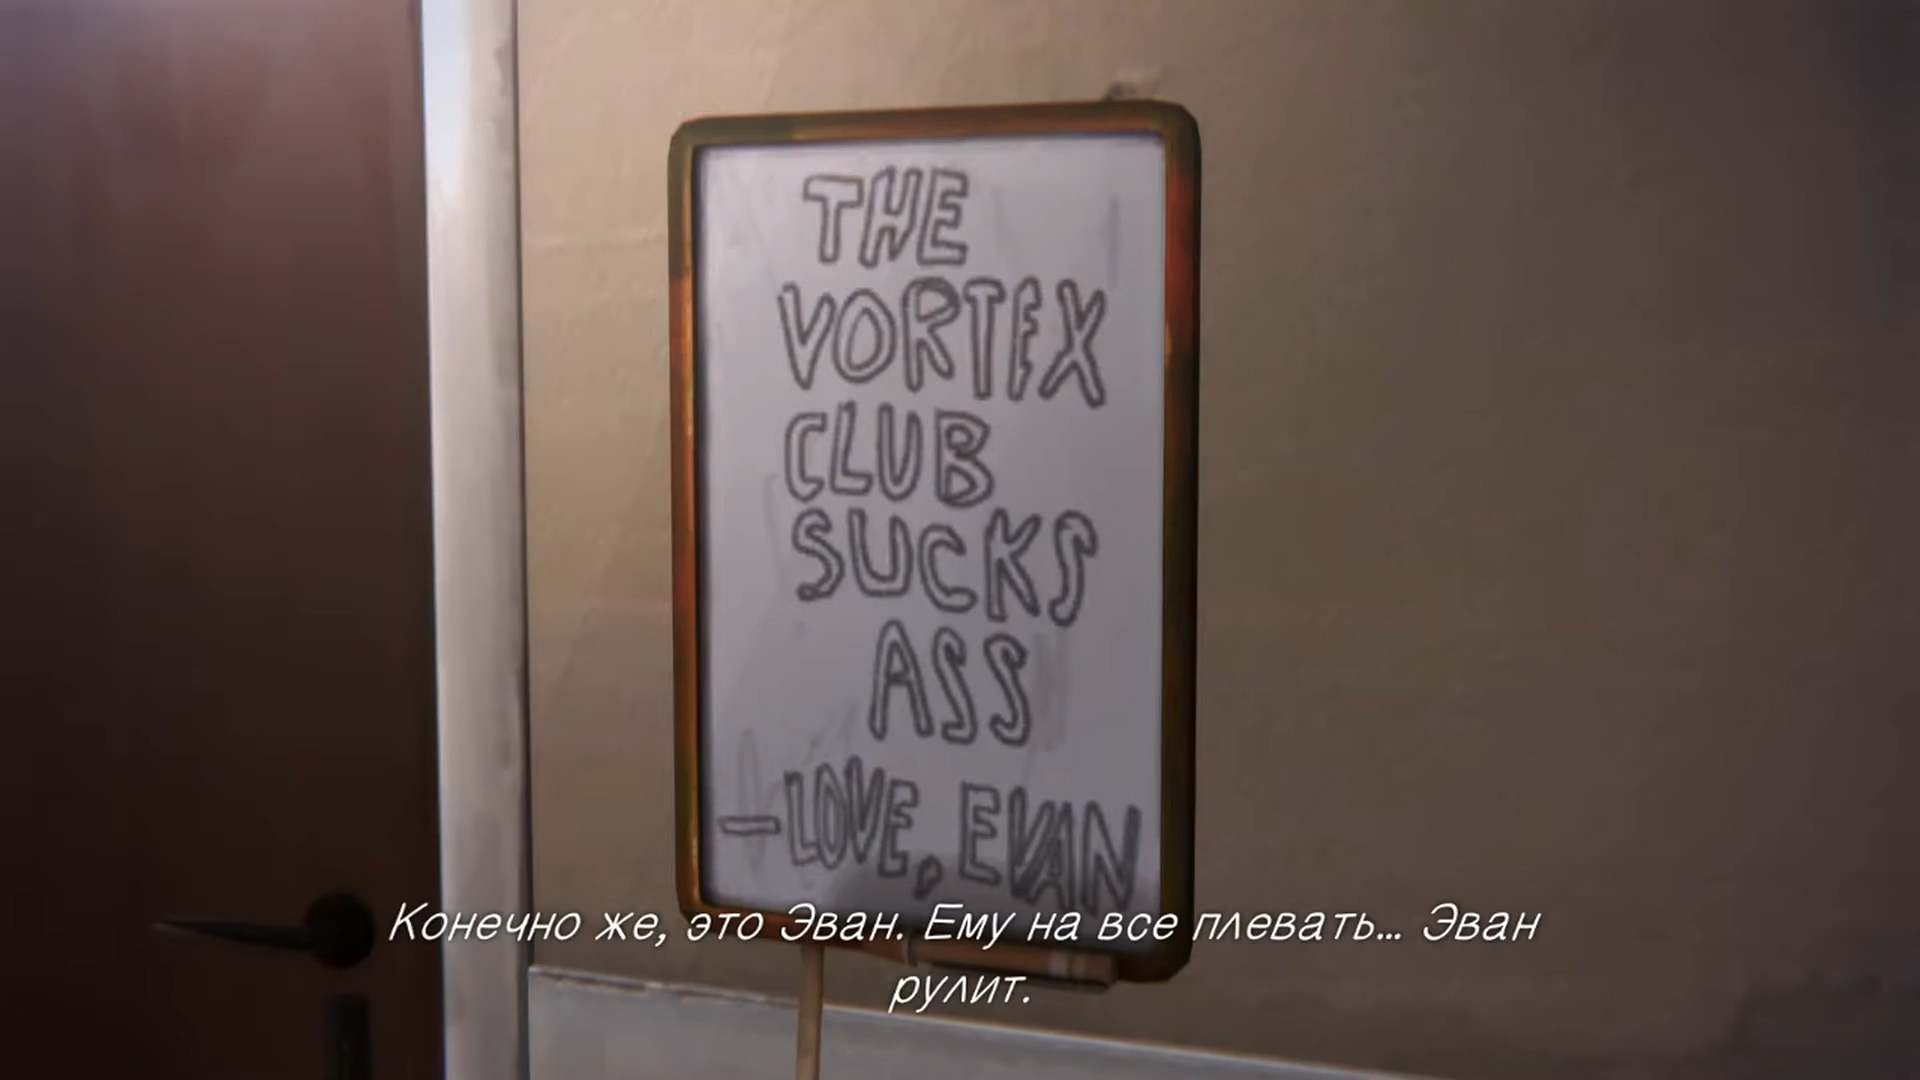 THE
VORTEX
CLUB
SUCKS
ASS
—LOVE, EVAN
Конечно же, это Эван. Ему на все плевать... Эван
рулит.